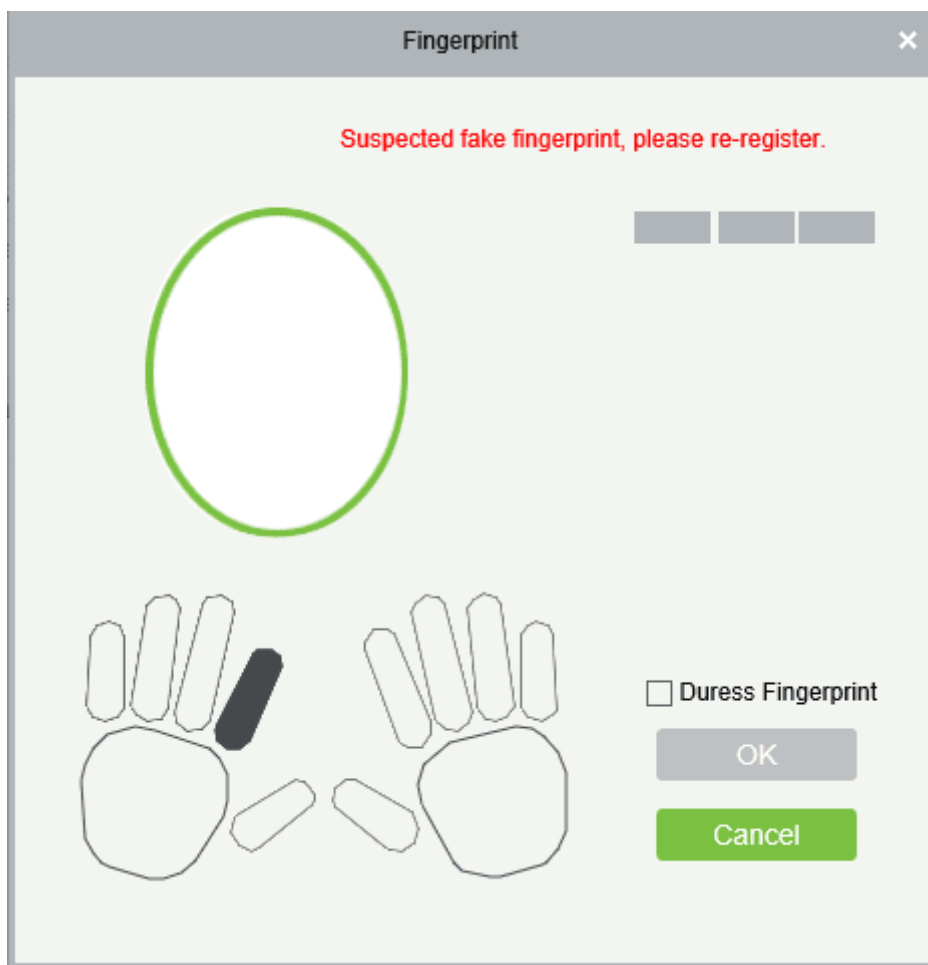 Fingerprint
Suspected fake fingerprint, please re-register.
Duress Fingerprint
OK
Cancel